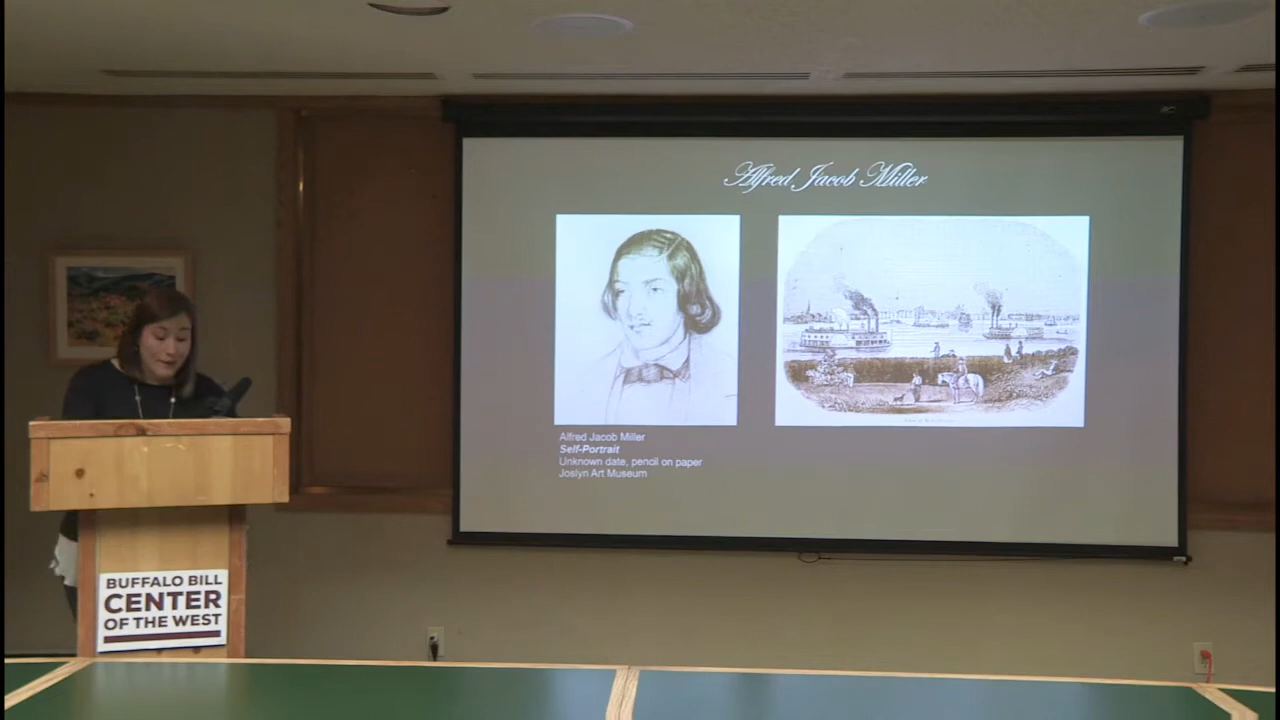 Alfred Jacob Miller
Alfred Jacob Miller
Self-Portrait
Unknown date, pencil on paper
Joslyn Art Museum
BUFFALO BILL
CENTER
OF THE WEST